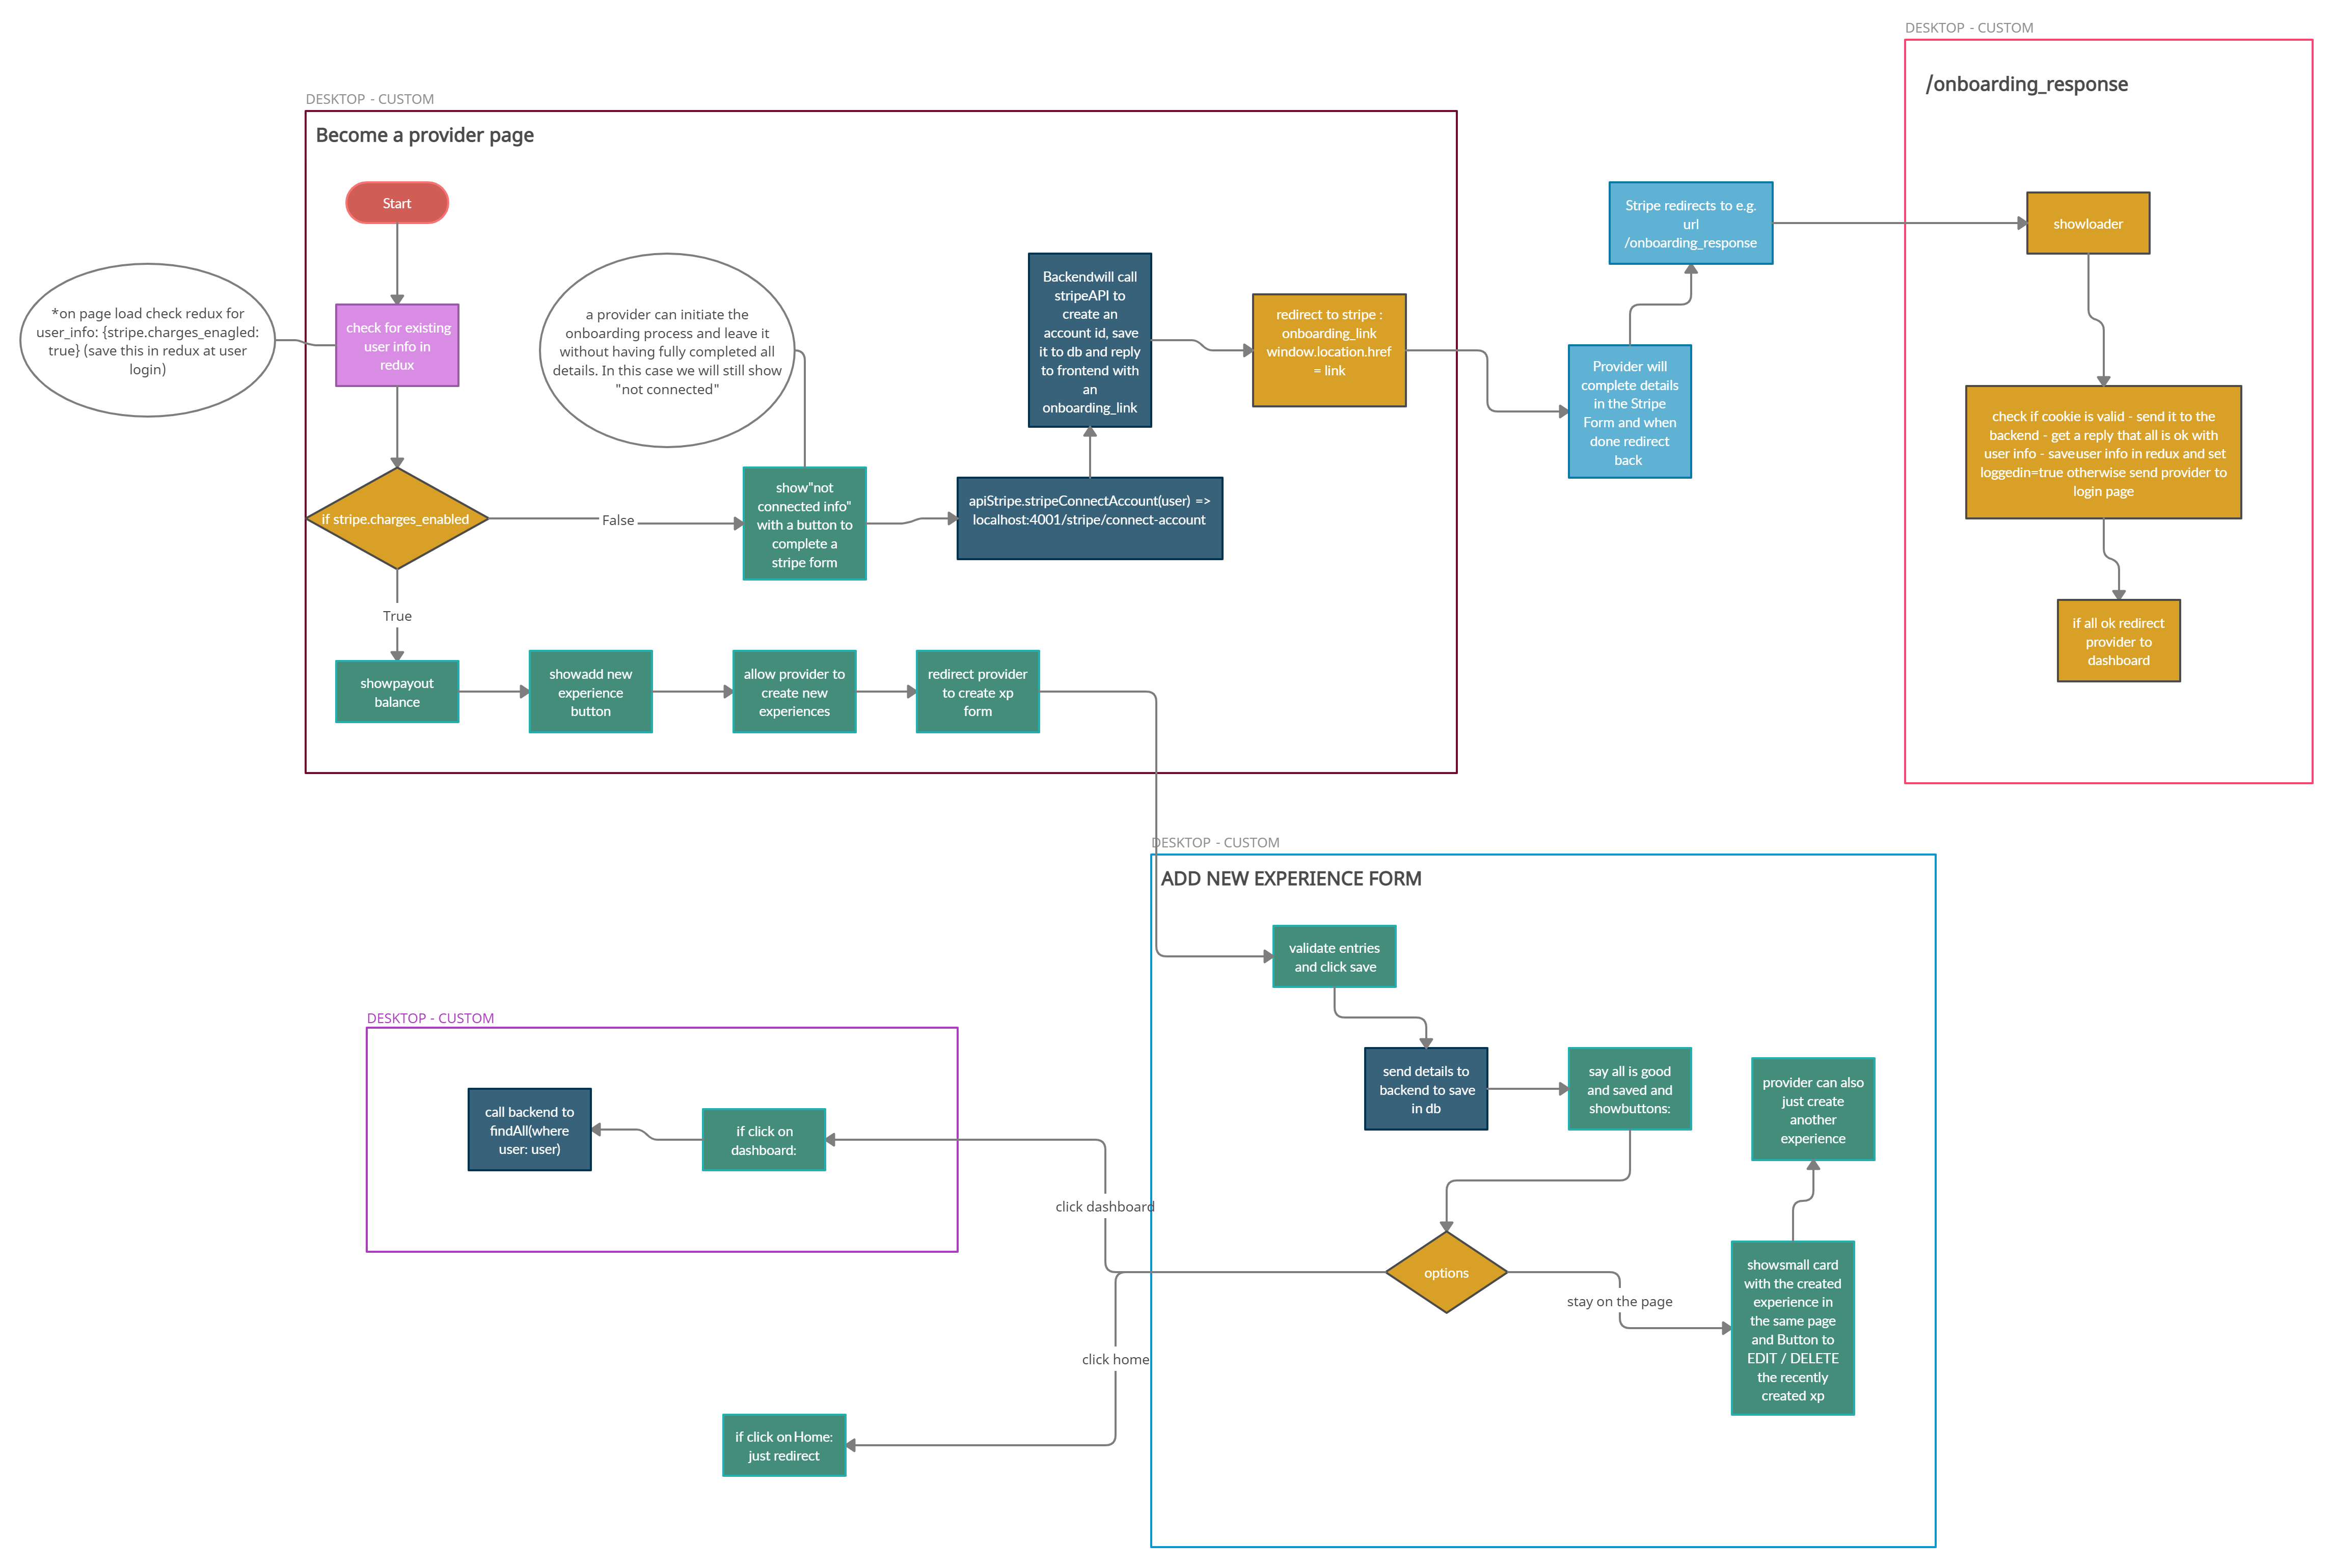 DESKTOP - CUSTOM
/onboarding_response
showloader
check if cookie is valid - send it to the
backend - get a reply that all is ok with
user info - saveuser info in redux and set
loggedin=true otherwise send provider to
login page
if all ok redirect
provider to
dashboard
DESKTOP - CUSTOM
Become a provider page
Start
*on page load check redux for
user_info: {stripe.charges_enagled:
true} (save this in redux at user
login)
check for existing
user info in
redux
if stripe.charges_enabled
False
True
a provider can initiate the
onboarding process and leave it
without having fully completed all
details. In this case we will still show
"not connected"
show"not
connected info"
with a button to
complete a
stripe form
apiStripe.stripeConnectAccount(user) =>
localhost:4001/stripe/connect-account
Backendwill call
stripeAPI to
create an
account id, save
it to db and reply
to frontend with
an
onboarding_link
redirect to stripe :
onboarding_link
window.location.href
= link
Provider will
complete details
in the Stripe
Form and when
done redirect
back
Stripe redirects to e.g.
url
/onboarding_response
showpayout
balance
showadd new
experience
button
allow provider to
create new
experiences
redirect provider
to create xp
form
DESKTOP - CUSTOM
ADD NEW EXPERIENCE FORM
validate entries
and click save
send details to
backend to save
in db
say all is good
and saved and
showbuttons:
provider can also
just create
another
experience
options
stay on the page
showsmall card
with the created
experience in
the same page
and Button to
EDIT / DELETE
the recently
created xp
click dashboard
click home
DESKTOP - CUSTOM
call backend to
findAll(where
user: user)
if click on
dashboard:
if click onHome:
just redirect